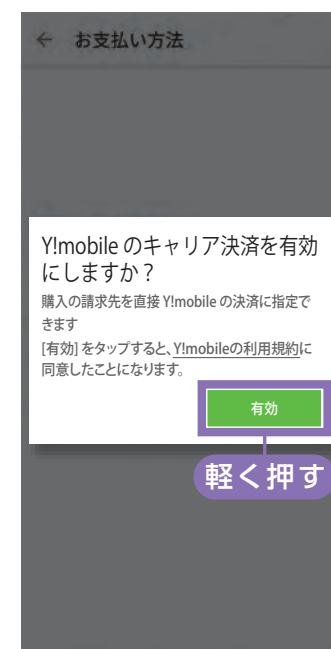 ← お支払い方法
Y!mobile のキャリア決済を有効
にしますか？
購入の請求先を直接 Y!mobile の決済に指定で
きます
[有効] をタップすると、Y!mobileの利用規約に
同意したことになります。
有効
軽く押す